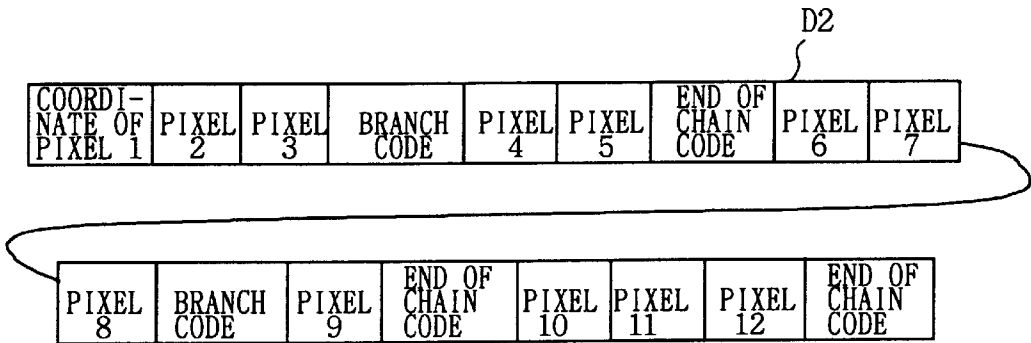 D2
COORDI-
NATE OF
PIXEL 1
PIXEL
2
PIXEL
3
BRANCH
CODE
PIXEL
4
PIXEL
5
END OF
CHAIN
CODE
PIXEL
6
PIXEL
7
PIXEL
8
BRANCH
CODE
PIXEL
9
END OF
CHAIN
CODE
PIXEL
10
PIXEL
11
PIXEL
12
END OF
CHAIN
CODE